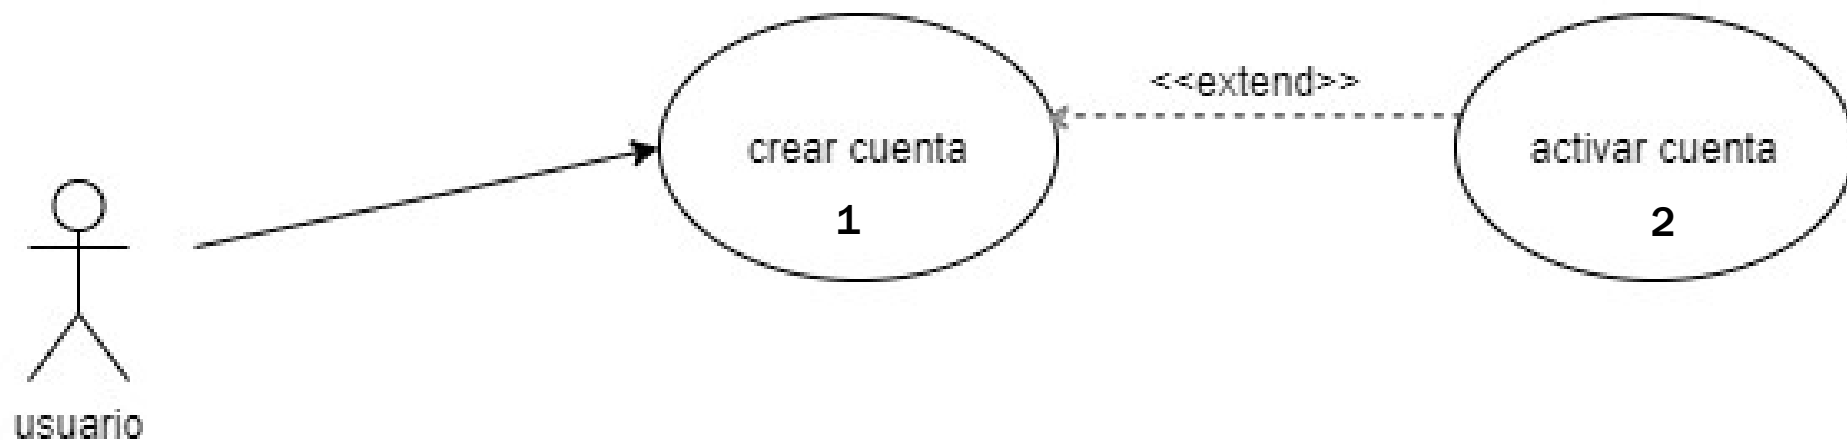 <<extend>>
crear cuenta
activar cuenta
1
2
usuario